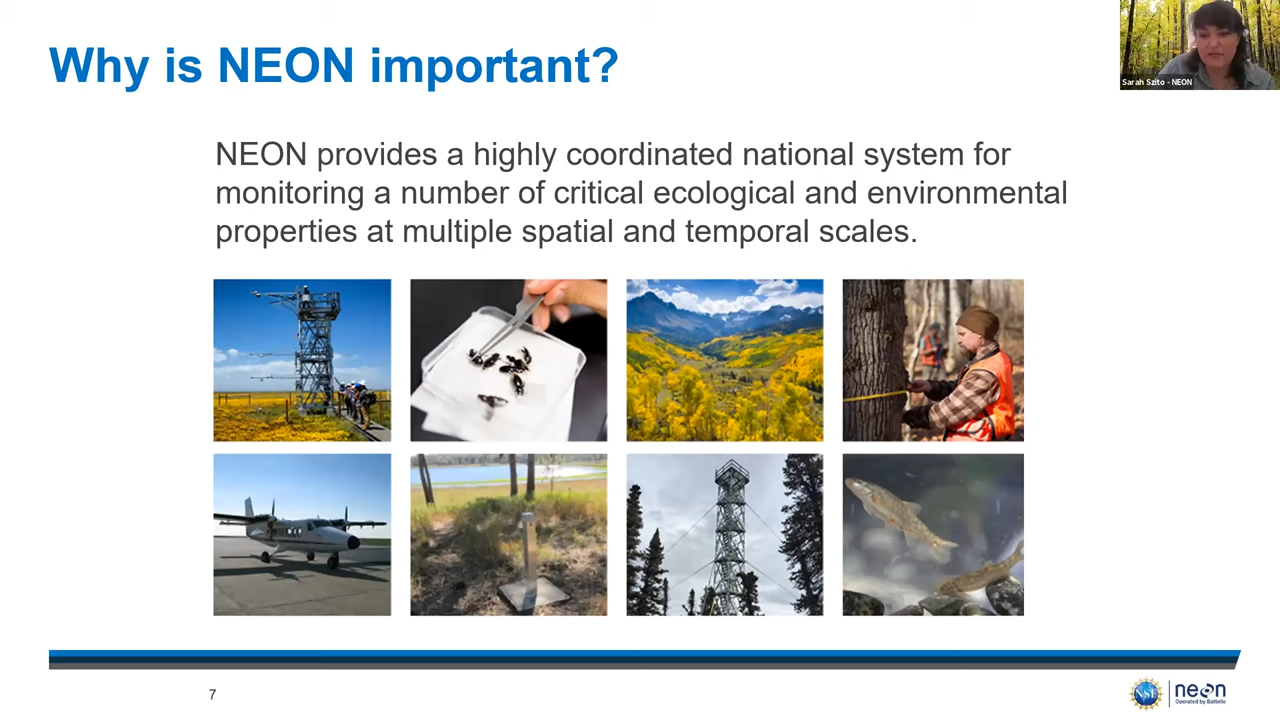 Why is NEON important?
Sarah Szito - NEON
NEON provides a highly coordinated national system for
monitoring a number of critical ecological and environmental
properties at multiple spatial and temporal scales.
7
NSF
neon
Operated by Battelle